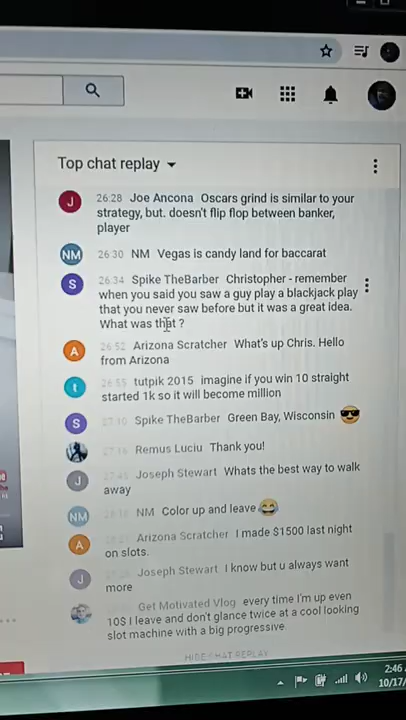 Top chat replay
J 26:28 Joe Ancona Oscars grind is similar to your
strategy, but. doesn't flip flop between banker,
player
NM 26:30 NM Vegas is candy land for baccarat
S 26:34 Spike TheBarber Christopher - remember
when you said you saw a guy play a blackjack play
that you never saw before but it was a great idea.
What was that ?
A 26:52 Arizona Scratcher What's up Chris. Hello
from Arizona
t 26:55 tutpik 2015 imagine if you win 10 straight
started 1k so it will become million
S 27:10 Spike TheBarber Green Bay, Wisconsin
Remus Luciu Thank you!
J 27:45 Joseph Stewart Whats the best way to walk
away
NM NM Color up and leave
A Arizona Scratcher I made $1500 last night
on slots.
J Joseph Stewart I know but u always want
more
Get Motivated Vlog every time I'm up even
10$ I leave and don't glance twice at a cool looking
slot machine with a big progressive
HIDE CHAT REPLAY
2:46
10/17/